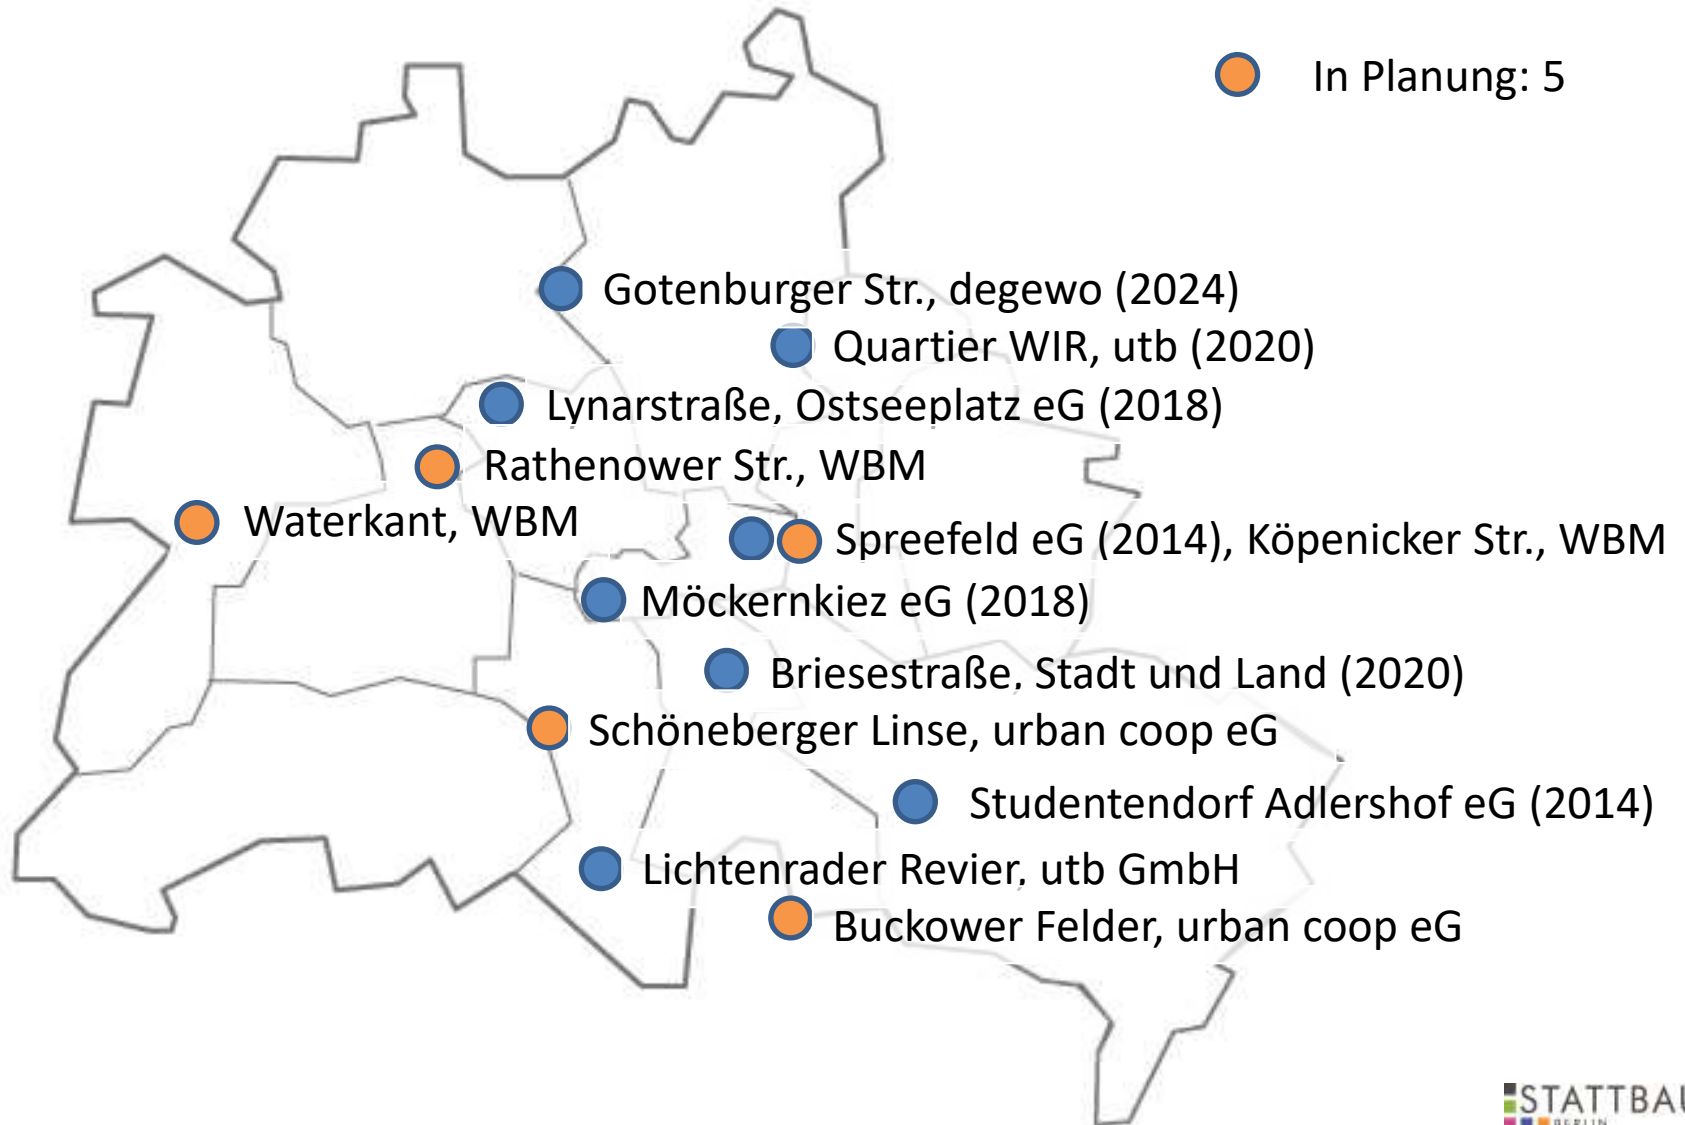 In Planung: 5
Gotenburger Str., degewo (2024)
Quartier WIR, utb (2020)
Lynarstraße, Ostseeplatz eG (2018)
Rathenower Str., WBM
Waterkant, WBM
Spreefeld eG (2014), Köpenicker Str., WBM
Möckernkiez eG (2018)
Briesestraße, Stadt und Land (2020)
Schöneberger Linse, urban coop eG
Studentendorf Adlershof eG (2014)
Lichtenrader Revier, utb GmbH
Buckower Felder, urban coop eG
STATTBAU
BERLIN